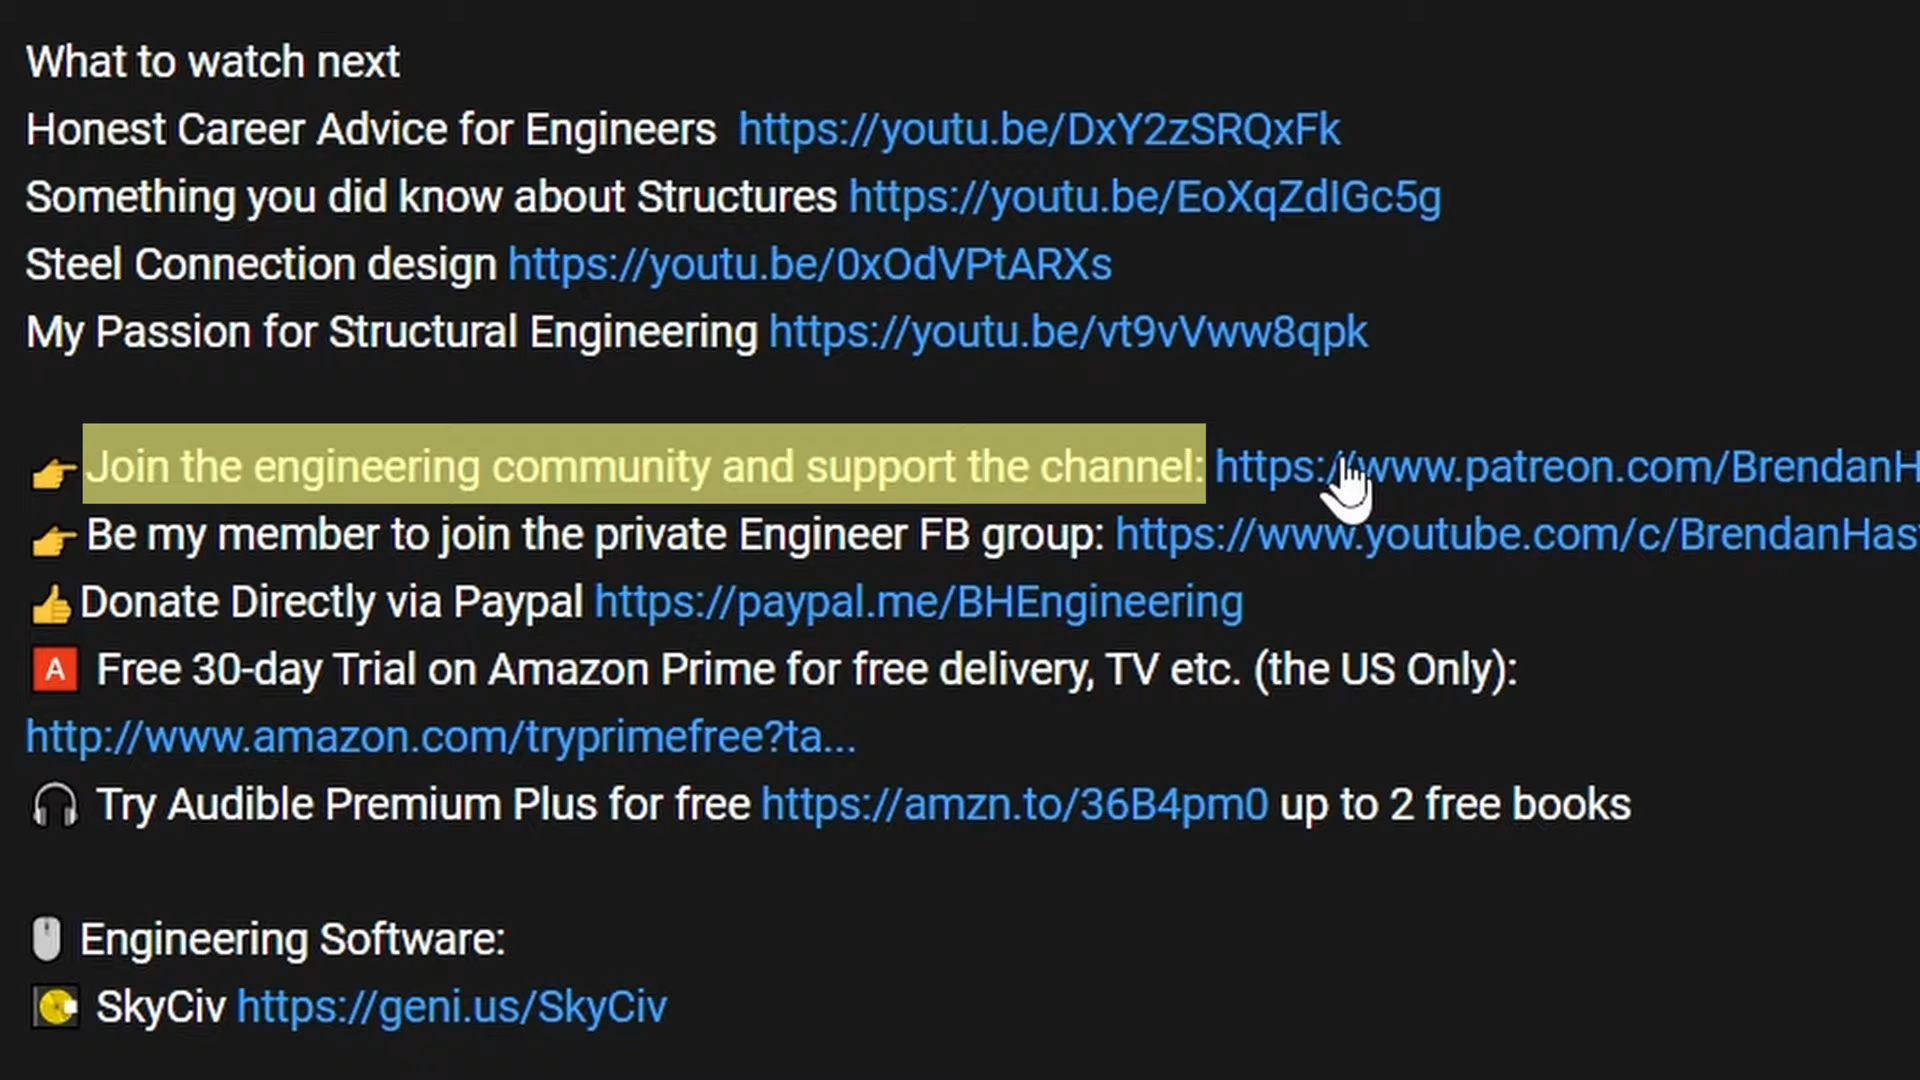 What to watch next
Honest Career Advice for Engineers https://youtu.be/DxY2zSRQxFk
Something you did know about Structures https://youtu.be/EoXqZdIGc5g
Steel Connection design https://youtu.be/0xOdVPtARXs
My Passion for Structural Engineering https://youtu.be/vt9vVww8qpk
👉 Join the engineering community and support the channel: https://www.patreon.com/BrendanH
👉 Be my member to join the private Engineer FB group: https://www.youtube.com/c/BrendanHas
👍 Donate Directly via Paypal https://paypal.me/BHEngineering
🅰 Free 30-day Trial on Amazon Prime for free delivery, TV etc. (the US Only):
http://www.amazon.com/tryprimefree?ta...
🎧 Try Audible Premium Plus for free https://amzn.to/36B4pm0 up to 2 free books
🖱 Engineering Software:
💽 SkyCiv https://geni.us/SkyCiv